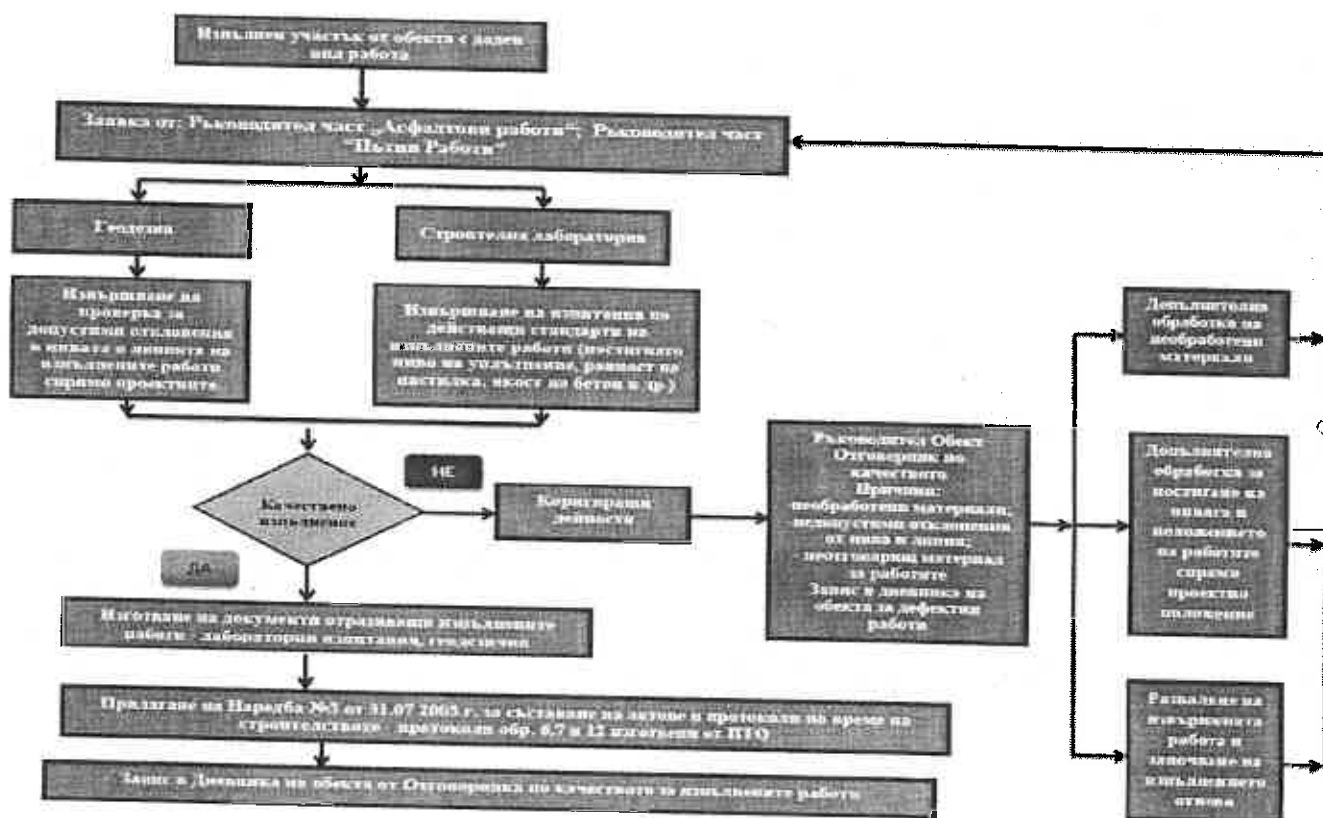 Изпълнен участък от обекта с даден
вид работа
Заявка от: Ръководител част „Асфалтови работи“; Ръководител част
"Пътни Работи"
Геодезия
Строителна лаборатория
Извършване на
проверка за
допустими отклонения
в нивата и линията на
изпълнените работи
спрямо проектните
Извършване на изпитания по
действащи стандарти на
изпълнените работи (постигнато
ниво на уплътнение, равност на
настилка, якост на бетон и др.)
Качествено
изпълнение
НЕ
ДА
Коригиращи
дейности
Ръководител Обект
Отговорник по
качеството
Причини:
необработени материали;
недопустими отклонения
от нива и линия;
неотговарящ материал
за работите
Запис в дневника на
обекта за дефектни
работи
Допълнителна
обработка на
необработени
материали
Допълнителна
обработка за
постигане на
нивата и
положението
на работите
спрямо
проектно
положение
Разваляне на
извършената
работа и
започване на
изпълнението
отново
Изготвяне на документи отразяващи изпълнените
работи - лабораторни изпитания, геодезични
Прилагане на Наредба №3 от 31.07.2003 г. за съставяне на актове и протоколи по време на
строителството протоколи обр. 6,7 и 12 изготвени от ПТО
Запис в Дневника на обекта от Отговорника по качеството за изпълнените работи